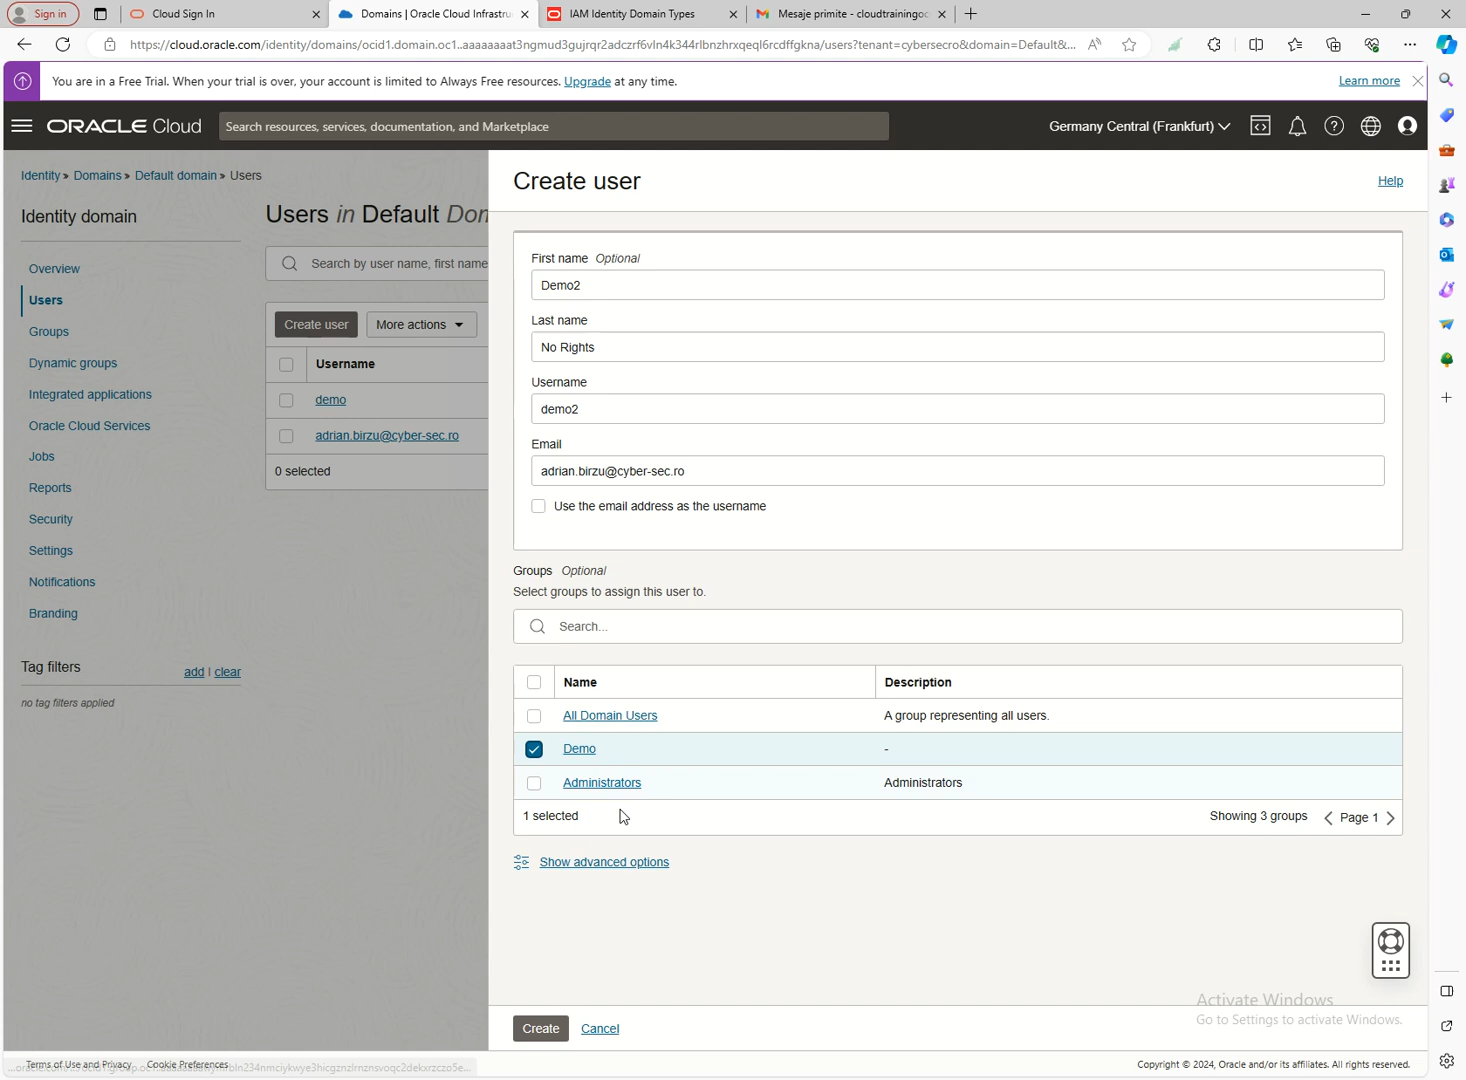 Sign in
Cloud Sign In
Domains | Oracle Cloud Infrastru
IAM Identity Domain Types
Mesaje primite - cloudtrainingoc
https://cloud.oracle.com/identity/domains/ocid1.domain.oc1..aaaaaaaat3ngmud3gujrqr2adczrf6vln4k344rlbnzhrxqeql6rcdffgkna/users?tenant=cybersecro&domain=Default&...
You are in a Free Trial. When your trial is over, your account is limited to Always Free resources. Upgrade at any time.
Learn more
ORACLE Cloud
Search resources, services, documentation, and Marketplace
Germany Central (Frankfurt)
Identity » Domains » Default domain » Users
Create user
Help
Identity domain
Users in Default Don
Overview
Users
Groups
Dynamic groups
Integrated applications
Oracle Cloud Services
Jobs
Reports
Security
Settings
Notifications
Branding
Tag filters
add | clear
no tag filters applied
Search by user name, first name
Create user
More actions
Username
demo
adrian.birzu@cyber-sec.ro
0 selected
First name Optional
Demo2
Last name
No Rights
Username
demo2
Email
adrian.birzu@cyber-sec.ro
Use the email address as the username
Groups Optional
Select groups to assign this user to.
Search...
Name Description
All Domain Users A group representing all users.
Demo -
Administrators Administrators
1 selected
Showing 3 groups
Page 1
Show advanced options
Activate Windows
Go to Settings to activate Windows.
Create
Cancel
Terms of Use and Privacy Cookie Preferences
Copyright © 2024, Oracle and/or its affiliates. All rights reserved.